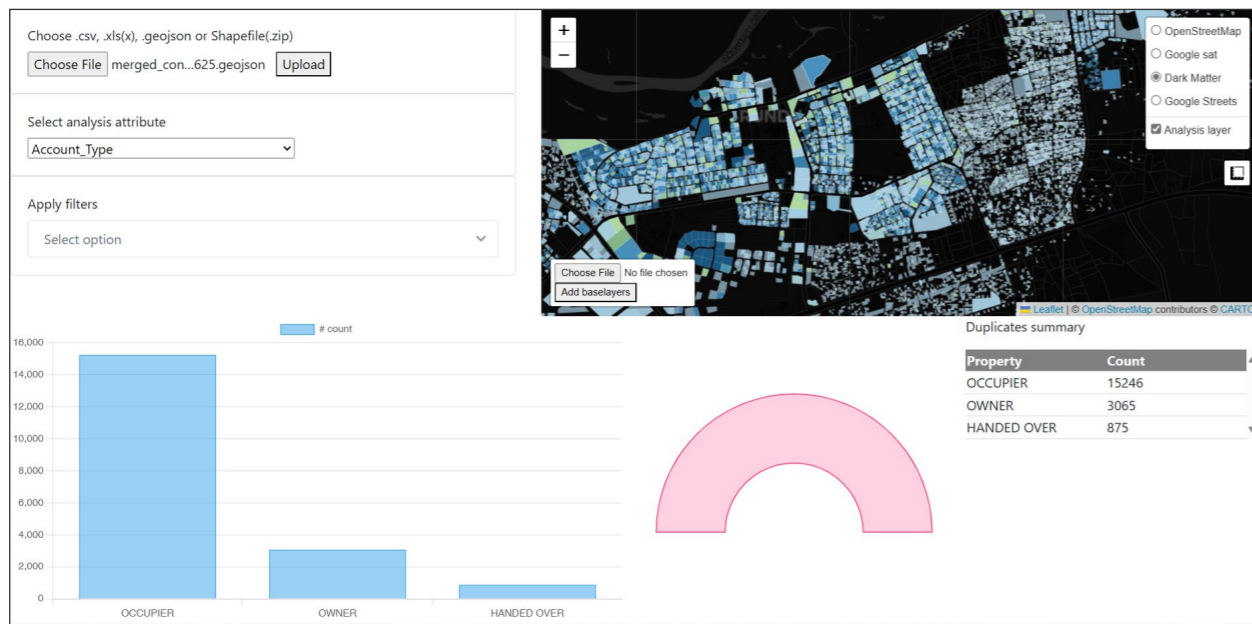 Choose .csv, .xls(x), .geojson or Shapefile(.zip)
Choose File merged_con...625.geojson Upload
Select analysis attribute
Account_Type
Apply filters
Select option
+
−
OpenStreetMap
Google sat
Dark Matter
Google Streets
Analysis layer
Choose File No file chosen
Add baselayers
Leaflet | © OpenStreetMap contributors © CARTO
# count
16,000
14,000
12,000
10,000
8,000
6,000
4,000
2,000
0
OCCUPIER OWNER HANDED OVER
Duplicates summary
Property Count
OCCUPIER 15246
OWNER 3065
HANDED OVER 875